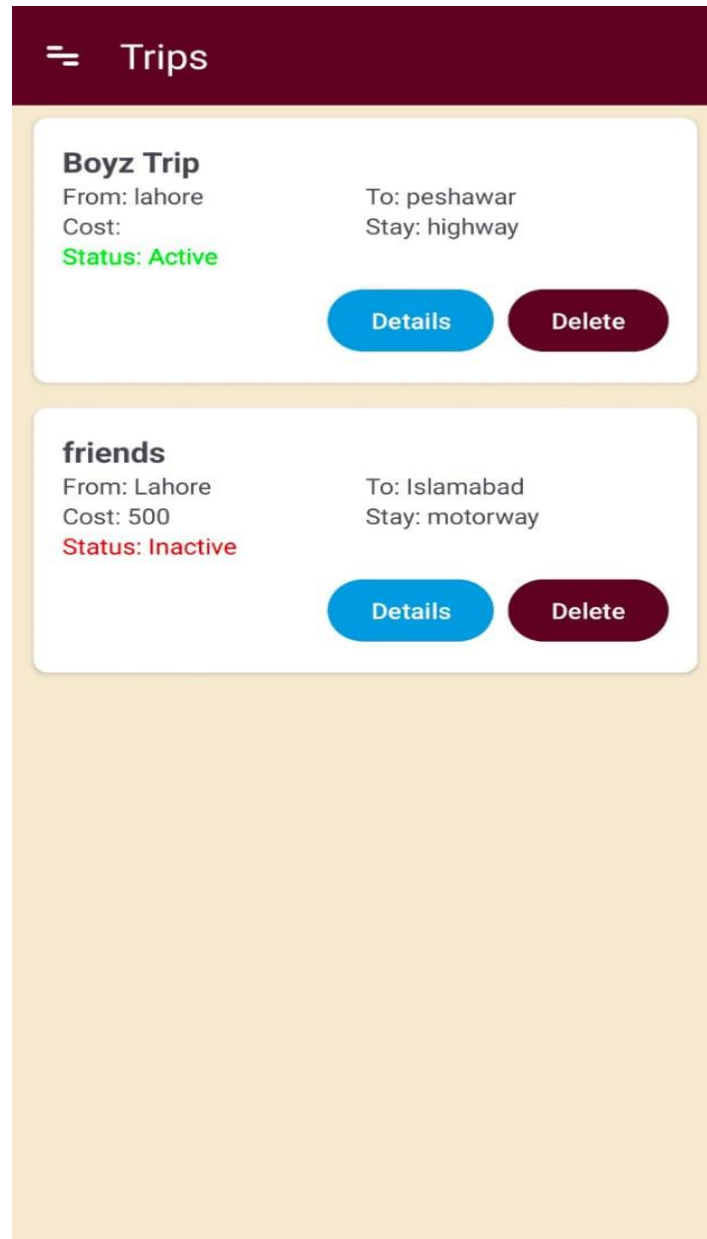 Trips
Boyz Trip
From: lahore To: peshawar
Cost: Stay: highway
Status: Active
Details Delete
friends
From: Lahore To: Islamabad
Cost: 500 Stay: motorway
Status: Inactive
Details Delete